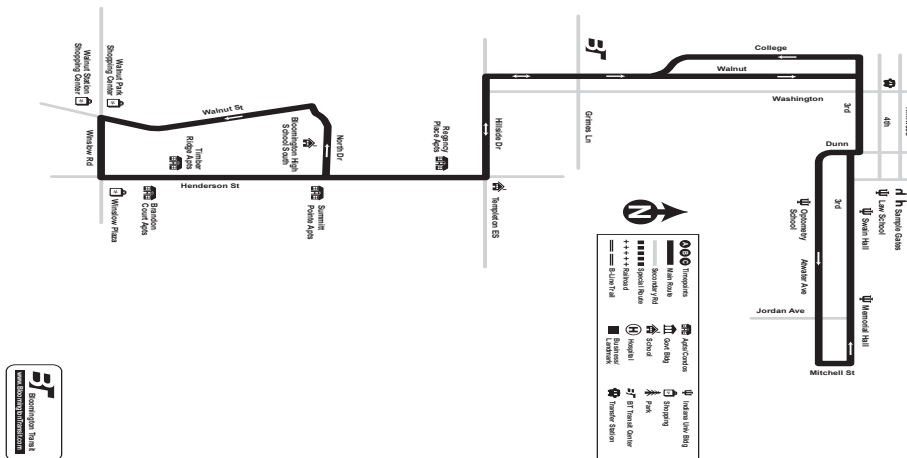 Walnut Station
Shopping Center
Walnut Park
Shopping Center
Winslow Rd
Winslow Plaza
Walnut St
Timber
Ridge Apts
Brandon
Court Apts
Henderson St
Bloomington High
School South
North Dr
Summitt
Pointe Apts
Regency
Place Apts
Hillside Dr
Templeton ES
BT
Grimes Ln
College
Walnut
Washington
3rd
4th
Dunn
3rd
Sample Gates
Law School
Swain Hall
Optometry
School
Atwater Ave
Memorial Hall
Jordan Ave
Mitchell St
N
A B C Timepoints
Main Route
Secondary Rd
Special Route
Railroad
B-Line Trail
Apts/Condos
Govt Bldg
School
H Hospital
Business/
Landmark
Indiana Univ Bldg
Shopping
Park
BT Transit Center
Transfer Station
BT Bloomington Transit
www.BloomingtonTransit.com